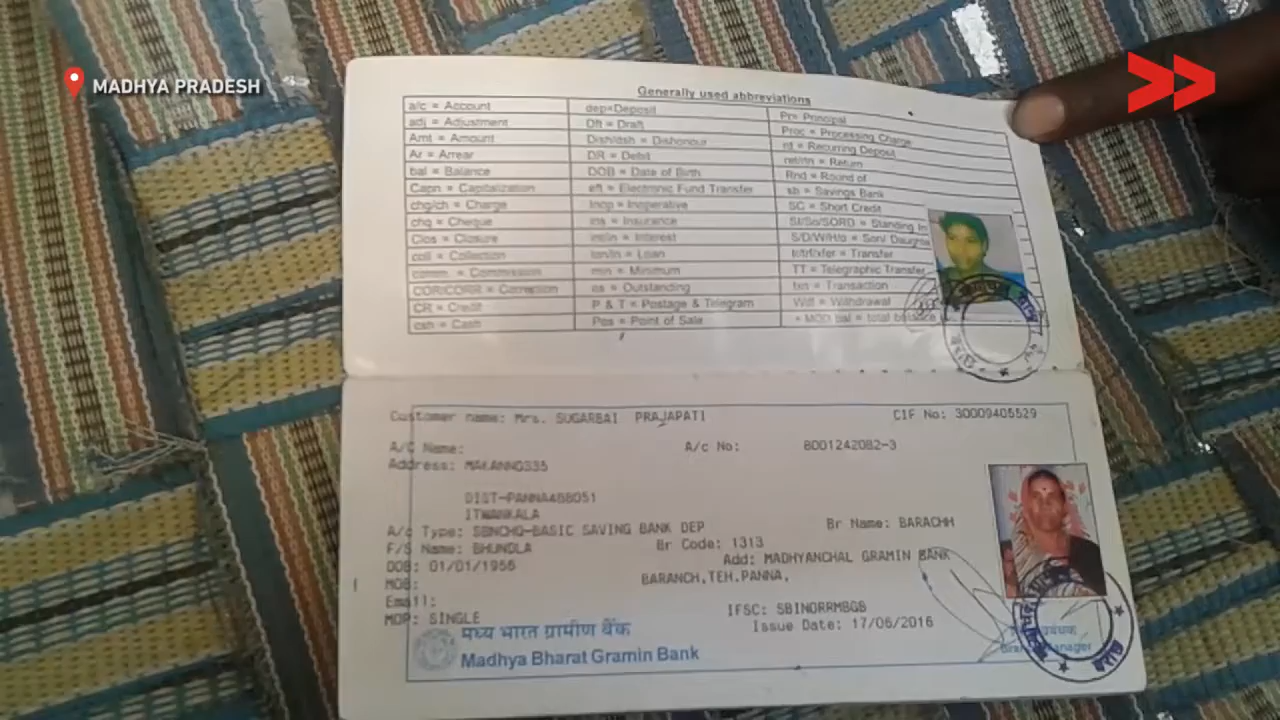 MADHYA PRADESH
Generally used abbreviations
a/c = Account dep=Deposit Pr= Principal
adj = Adjustment Dft = Draft Proc = Processing Charge
Amt = Amount Dish/dsh = Dishonour rd = Recurring Deposit
Ar = Arrear DR = Debit ret/rtn = Return
bal = Balance DOB = Date of Birth Rnd = Round of
Capn = Capitalization eft = Electronic Fund Transfer sb = Savings Bank
chg/ch = Charge Inop = Inoperative SC = Short Credit
chq = Cheque ins = Insurance SI/So/SORD = Standing In
Clos = Closure int/in = Interest S/D/W/H/o = Son/ Daughte
coll = Collection lon/ln = Loan tr/trf/xfer = Transfer
comm. = Commission min = Minimum TT = Telegraphic Transfer
COR/CORR = Correction os = Outstanding txn = Transaction
CR = Credit P & T = Postage & Telegram Wdl = Withdrawal
csh = Cash Pos = Point of Sale + MOD bal = total balance
Customer name: Mrs. SUGARBAI PRAJAPATI CIF No: 30009405529
A/C Name: A/c No: 8001242082-3
Address: MAKANNO335
DIST-PANNA488051
ITWANKALA
A/c Type: SBNCHQ-BASIC SAVING BANK DEP Br Name: BARACHH
F/S Name: BHUNDLA Br Code: 1313
DOB: 01/01/1956 Add: MADHYANCHAL GRAMIN BANK
MOB: BARANCH,TEH.PANNA,
Email:
MOP: SINGLE IFSC: SBIN0RRMBGB
Issue Date: 17/06/2016
मध्य भारत ग्रामीण बैंक
Madhya Bharat Gramin Bank